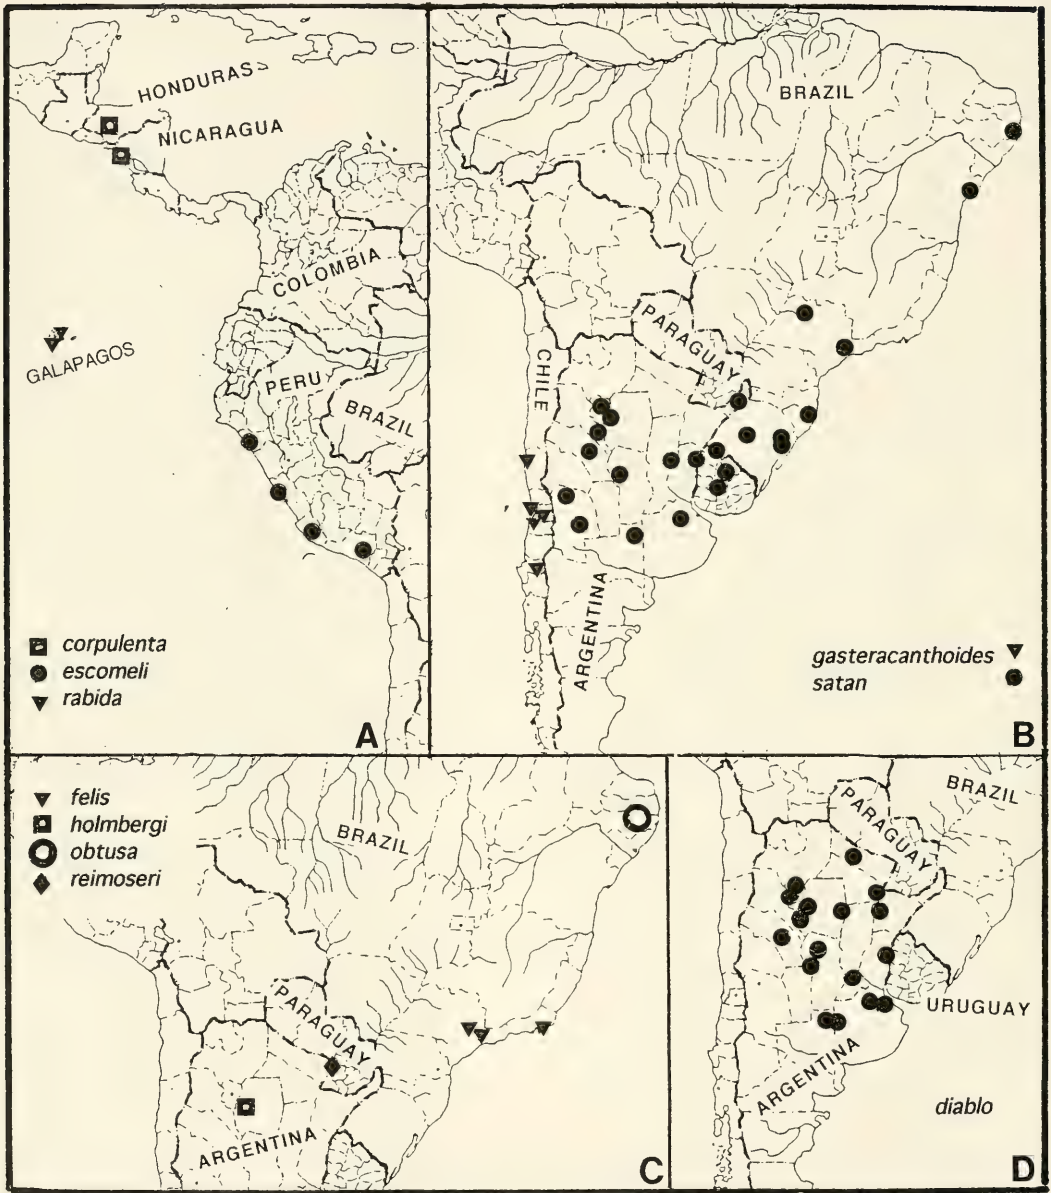 HONDURAS
NICARAGUA
COLOMBIA
GALAPAGOS
PERU
BRAZIL
corpulenta
escomeli
rabida
A
BRAZIL
PARAGUAY
CHILE
ARGENTINA
gasteracanthoides
satan
B
felis
holmbergi
obtusa
reimoseri
BRAZIL
PARAGUAY
ARGENTINA
C
BRAZIL
PARAGUAY
URUGUAY
ARGENTINA
diablo
D